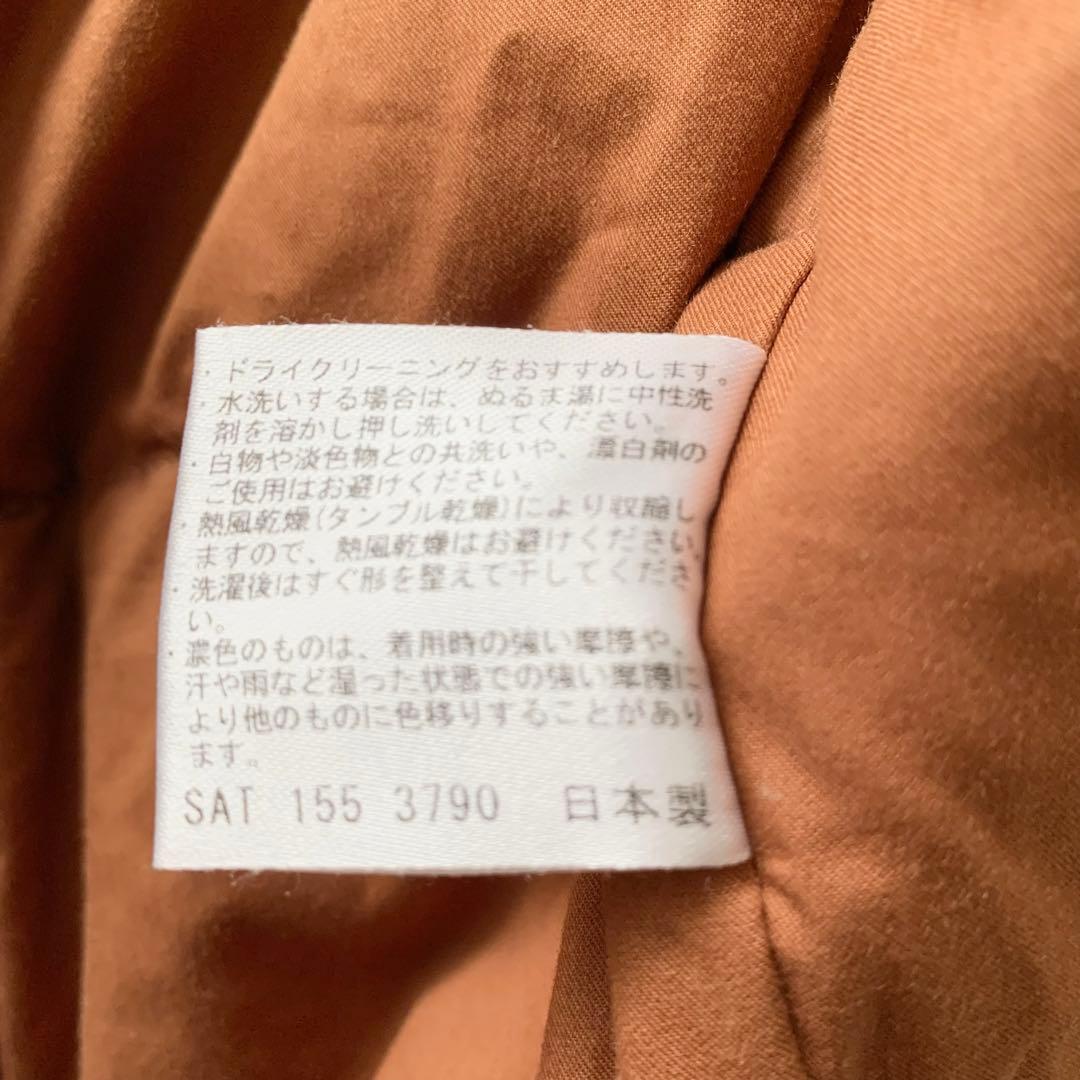 ・ドライクリーニングをおすすめします。
・水洗いする場合は、ぬるま湯に中性洗
剤を溶かし押し洗いしてください。
・白物や淡色物との共洗いや、漂白剤の
ご使用はお避けください。
・熱風乾燥(タンブル乾燥)により収縮し
ますので、熱風乾燥はお避けください。
・洗濯後はすぐ形を整えて干してくださ
い。
・濃色のものは、着用時の強い摩擦や、
汗や雨など湿った状態での強い摩擦に
より他のものに色移りすることがあり
ます。
SAT 155 3790 日本製